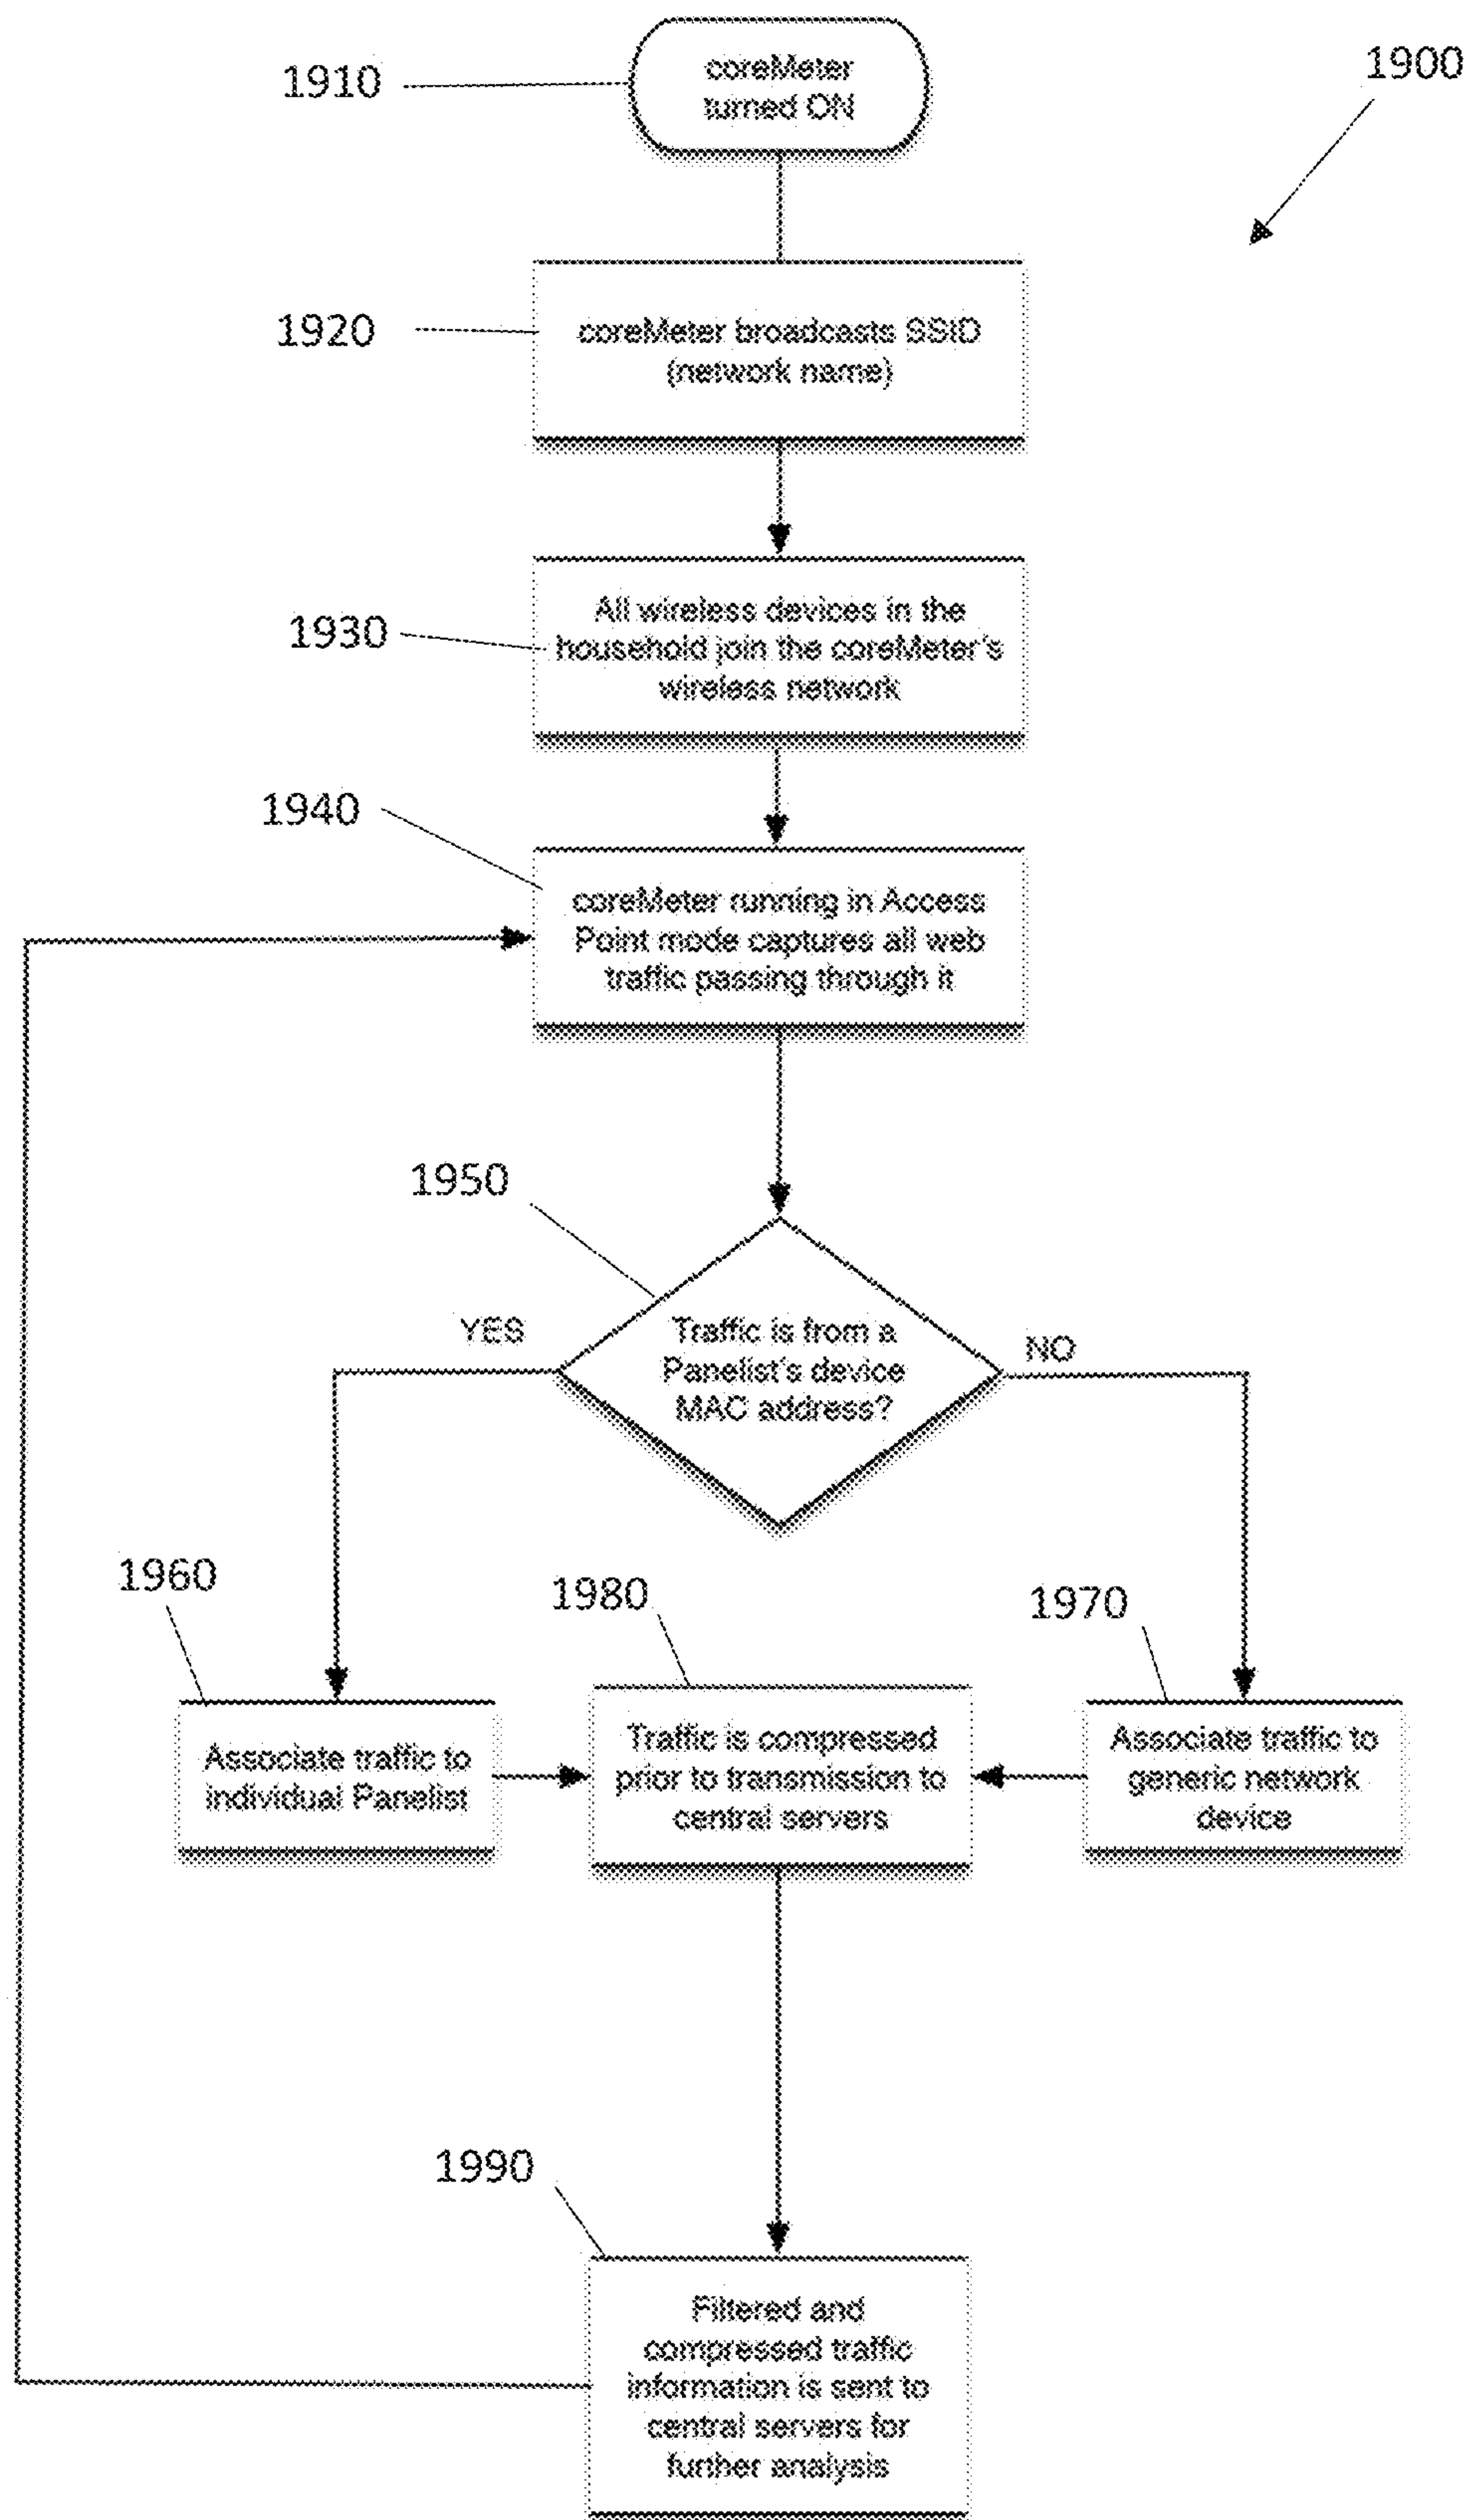 1910
coreMeter
turned ON
1900
1920
coreMeter broadcasts SSID
(network name)
1930
All wireless devices in the
household join the coreMeter's
wireless network
1940
coreMeter running in Access
Point mode captures all web
traffic passing through it
1950
YES
Traffic is from a
Panelist's device
MAC address?
NO
1960
1980
1970
Associate traffic to
individual Panelist
Traffic is compressed
prior to transmission to
central servers
Associate traffic to
generic network
device
1990
Filtered and
compressed traffic
information is sent to
central servers for
further analysis